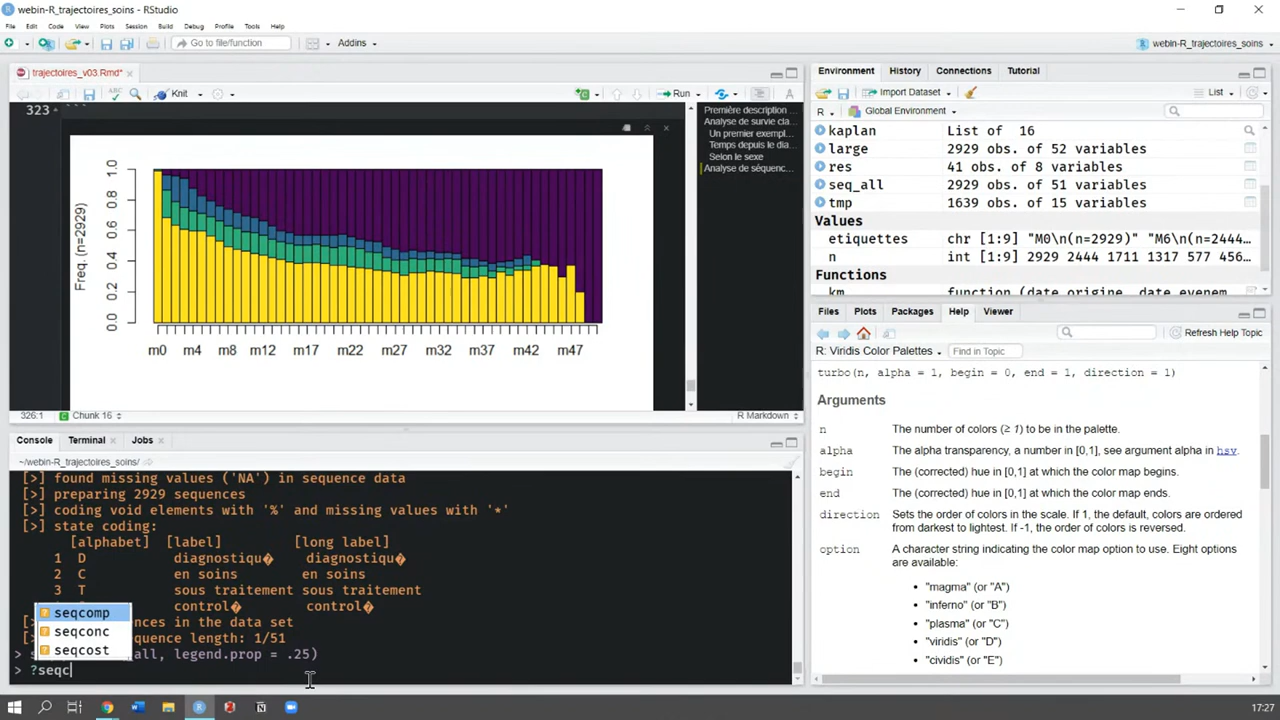 webin-R_trajectoires_soins - RStudio
File Edit Code View Plots Session Build Debug Profile Tools Help
Go to file/function Addins
webin-R_trajectoires_soins
trajectoires_v03.Rmd*
Knit Run
323 ```
Première description ...
Analyse de survie cla...
Un premier exempl...
Temps depuis le dia...
Selon le sexe
Analyse de séquenc...
Freq. (n=2929)
0.0 0.2 0.4 0.6 0.8 1.0
m0 m4 m8 m12 m17 m22 m27 m32 m37 m42 m47
326:1 Chunk 16 R Markdown
Console Terminal Jobs
~/webin-R_trajectoires_soins/
[>] found missing values ('NA') in sequence data
[>] preparing 2929 sequences
[>] coding void elements with '%' and missing values with '*'
[>] state coding:
[alphabet] [label] [long label]
1 D diagnostiqu� diagnostiqu�
2 C en soins en soins
3 T sous traitement sous traitement
control� control�
ences in the data set
quence length: 1/51
> s all, legend.prop = .25)
> ?seqc
seqcomp
seqconc
seqcost
Environment History Connections Tutorial
Import Dataset List
R Global Environment
kaplan List of 16
large 2929 obs. of 52 variables
res 41 obs. of 8 variables
seq_all 2929 obs. of 51 variables
tmp 1639 obs. of 15 variables
Values
etiquettes chr [1:9] "M0\n(n=2929)" "M6\n(n=2444...
n int [1:9] 2929 2444 1711 1317 577 456...
Functions
km function (date_origine, date_evenem...
Files Plots Packages Help Viewer
Refresh Help Topic
R: Viridis Color Palettes Find in Topic
turbo(n, alpha = 1, begin = 0, end = 1, direction = 1)
Arguments
n The number of colors (≥ 1) to be in the palette.
alpha The alpha transparency, a number in [0,1], see argument alpha in hsv.
begin The (corrected) hue in [0,1] at which the color map begins.
end The (corrected) hue in [0,1] at which the color map ends.
direction Sets the order of colors in the scale. If 1, the default, colors are ordered
from darkest to lightest. If -1, the order of colors is reversed.
option A character string indicating the color map option to use. Eight options
are available:
• "magma" (or "A")
• "inferno" (or "B")
• "plasma" (or "C")
• "viridis" (or "D")
• "cividis" (or "E")
17:27